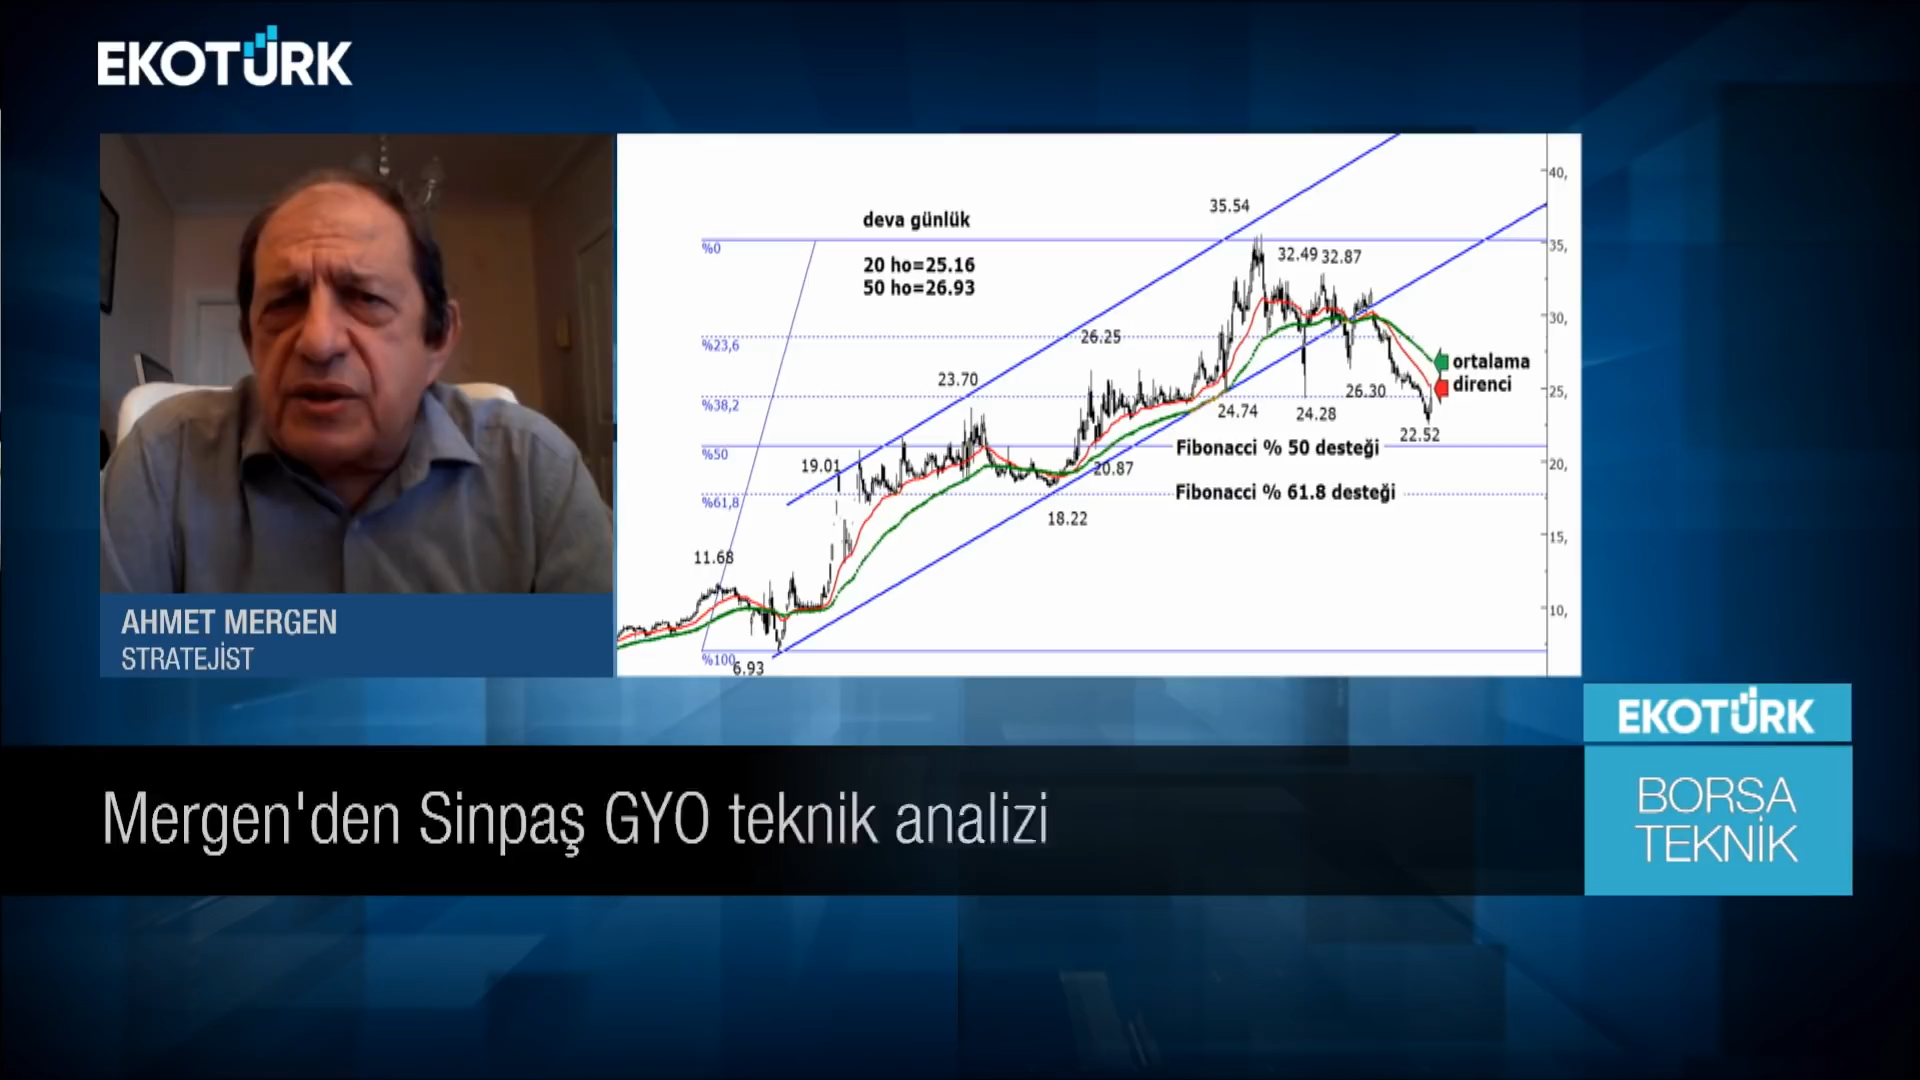 EKOTÜRK
deva günlük
20 ho=25.16
50 ho=26.93
35.54
32.49 32.87
40,
35,
30,
25,
20,
15,
10,
%0
%23,6
%38,2
%50
%61,8
%100
26.25
23.70
19.01
11.68
6.93
18.22
20.87
24.74
24.28
26.30
22.52
ortalama
direnci
Fibonacci % 50 desteği
Fibonacci % 61.8 desteği
AHMET MERGEN
STRATEJİST
EKOTÜRK
BORSA
TEKNİK
Mergen'den Sinpaş GYO teknik analizi